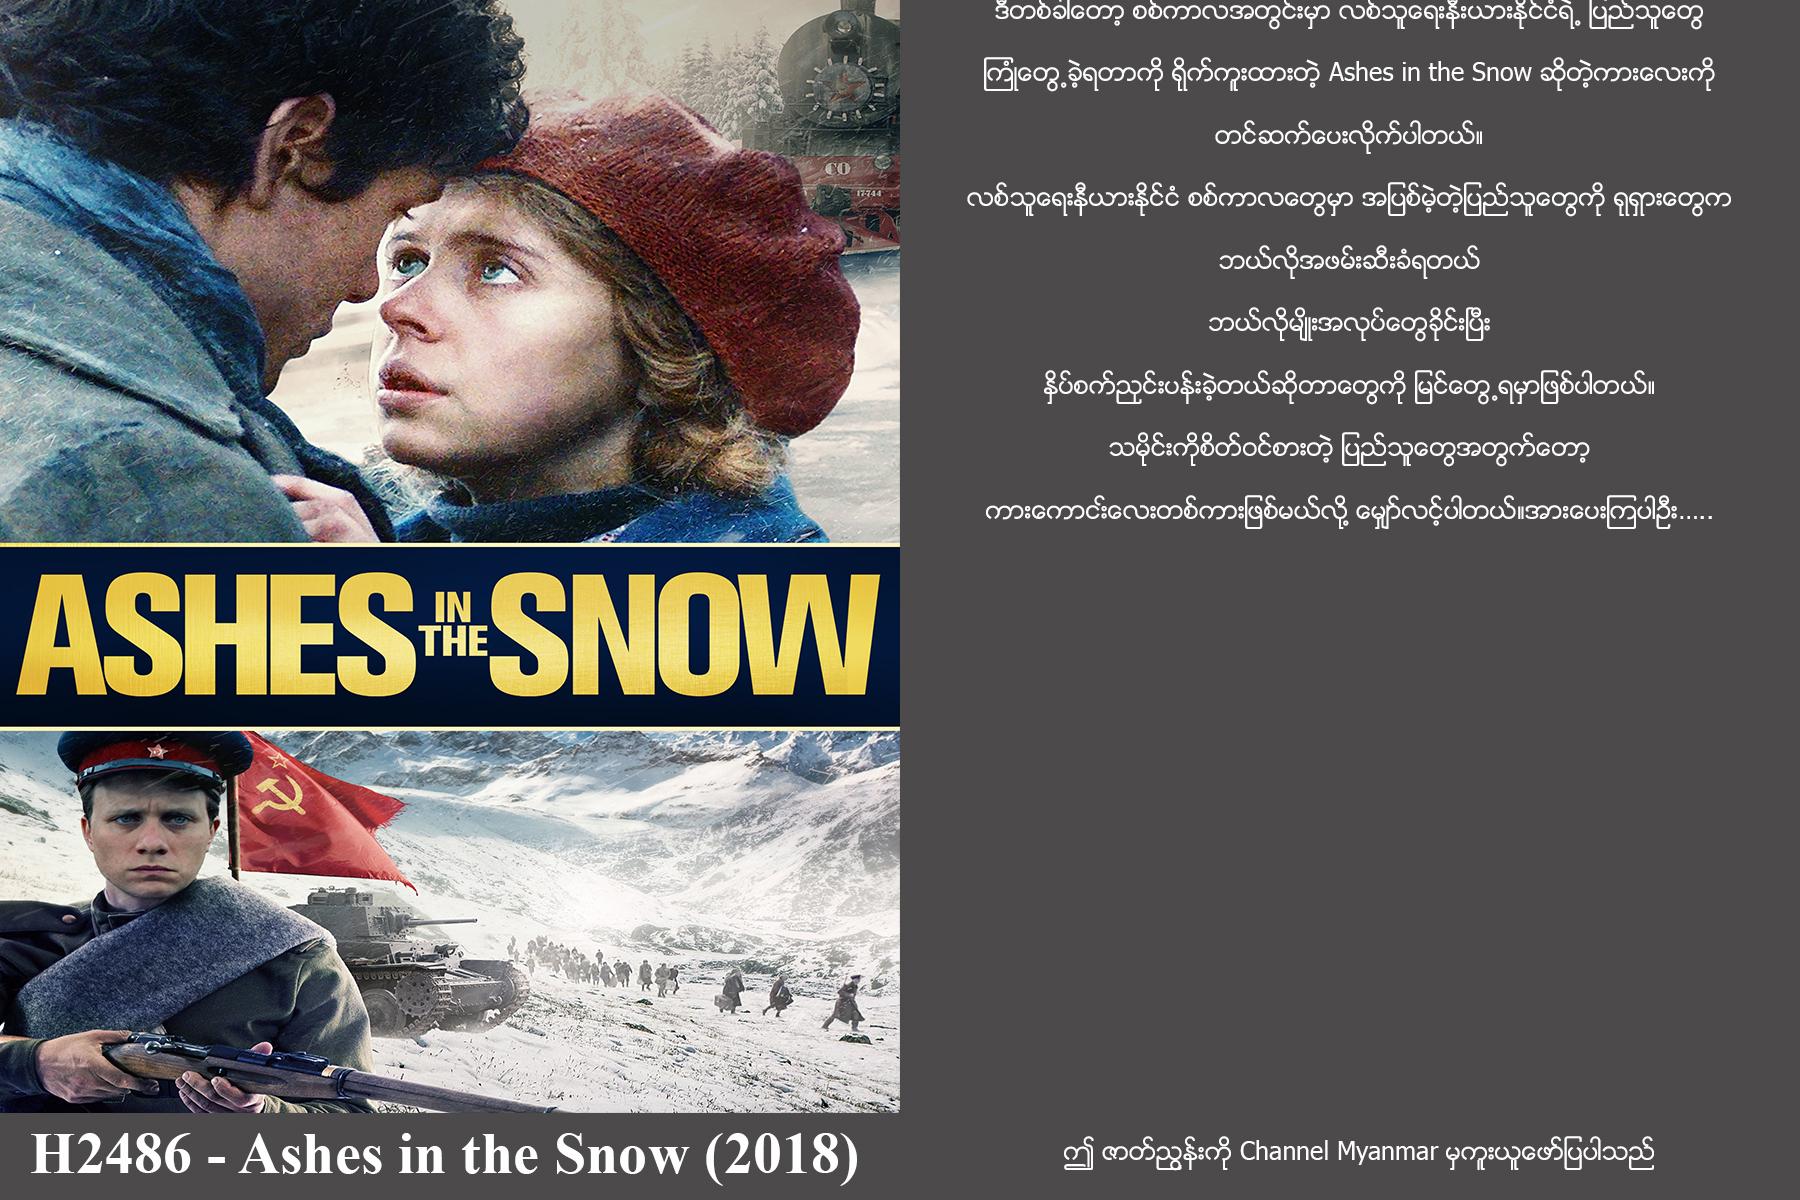 CO
17-744
ASHES IN THE SNOW
H2486 - Ashes in the Snow (2018)
ဒီတစ်ခါတော့ စစ်ကာလအတွင်းမှာ လစ်သူရေးနီးယားနိုင်ငံရဲ့ ပြည်သူတွေ
ကြုံတွေ့ခဲ့ရတာကို ရိုက်ကူးထားတဲ့ Ashes in the Snow ဆိုတဲ့ကားလေးကို
တင်ဆက်ပေးလိုက်ပါတယ်။
လစ်သူရေးနီယားနိုင်ငံ စစ်ကာလတွေမှာ အပြစ်မဲ့တဲ့ပြည်သူတွေကို ရုရှားတွေက
ဘယ်လိုအဖမ်းဆီးခံရတယ်
ဘယ်လိုမျိုးအလုပ်တွေခိုင်းပြီး
နှိပ်စက်ညှင်းပန်းခဲ့တယ်ဆိုတာတွေကို မြင်တွေ့ရမှာဖြစ်ပါတယ်။
သမိုင်းကိုစိတ်ဝင်စားတဲ့ ပြည်သူတွေအတွက်တော့
ကားကောင်းလေးတစ်ကားဖြစ်မယ်လို့ မျှော်လင့်ပါတယ်။အားပေးကြပါဦး.....
ဤ ဇာတ်ညွှန်းကို Channel Myanmar မှကူးယူဖော်ပြပါသည်